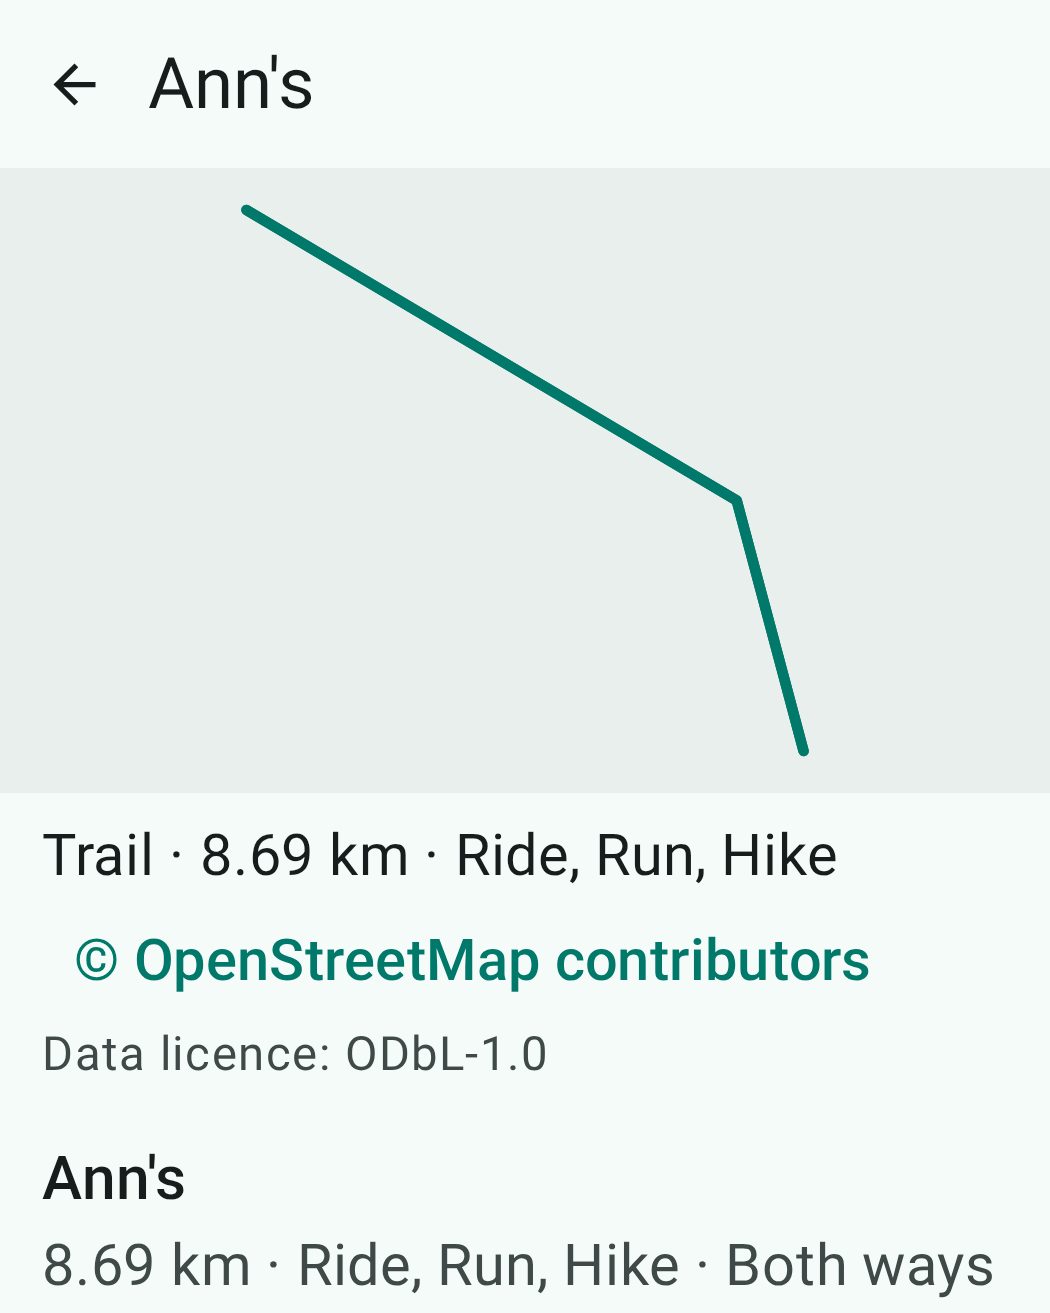 Ann's
Trail · 8.69 km · Ride, Run, Hike
© OpenStreetMap contributors
Data licence: ODbL-1.0
Ann's
8.69 km · Ride, Run, Hike · Both ways